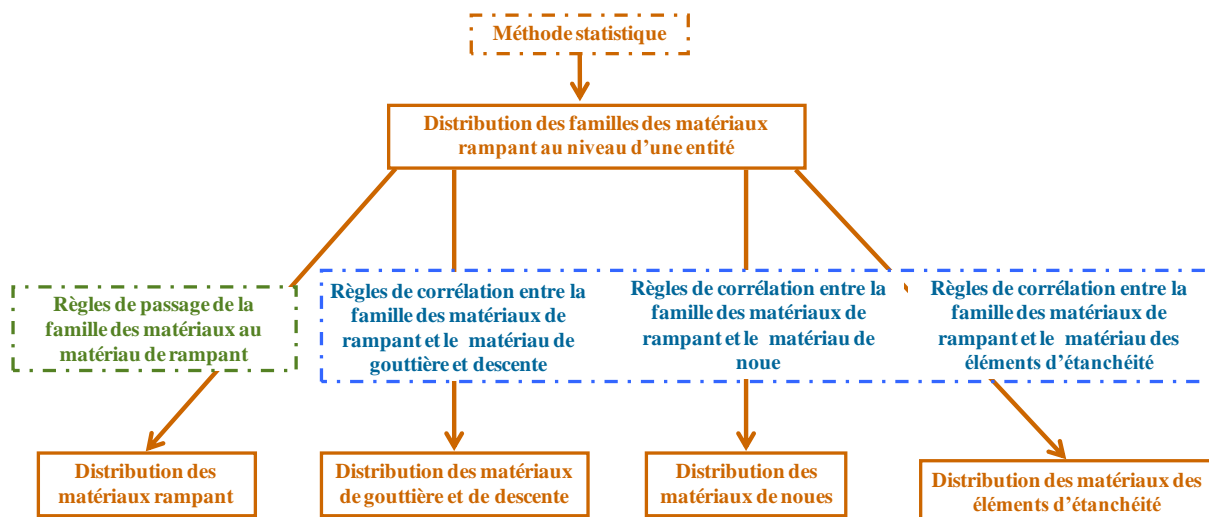 Méthode statistique
Distribution des familles des matériaux
rampant au niveau d'une entité
Règles de passage de la
famille des matériaux au
matériau de rampant
Règles de corrélation entre la
famille des matériaux de
rampant et le matériau de
gouttière et descente
Règles de corrélation entre la
famille des matériaux de
rampant et le matériau de
noue
Règles de corrélation entre la
famille des matériaux de
rampant et le matériau des
éléments d'étanchéité
Distribution des
matériaux rampant
Distribution des matériaux
de gouttière et de descente
Distribution des
matériaux de noues
Distribution des matériaux des
éléments d'étanchéité